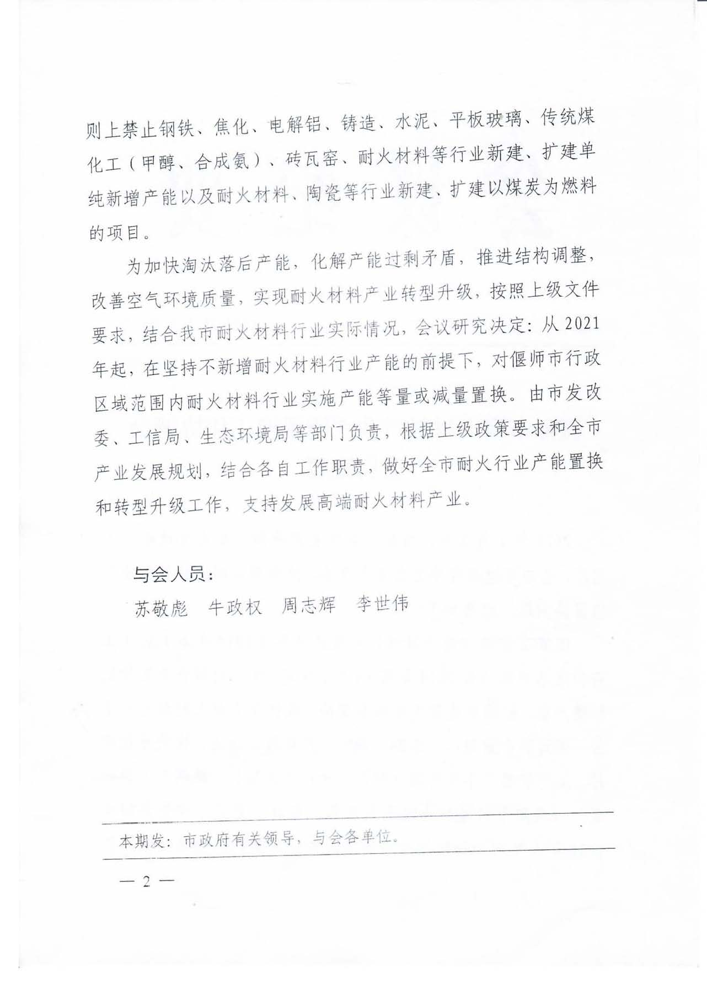 则上禁止钢铁、焦化、电解铝、铸造、水泥、平板玻璃、传统煤
化工（甲醇、合成氨）、砖瓦窑、耐火材料等行业新建、扩建单
纯新增产能以及耐火材料、陶瓷等行业新建、扩建以煤炭为燃料
的项目。
为加快淘汰落后产能，化解产能过剩矛盾，推进结构调整，
改善空气环境质量，实现耐火材料产业转型升级，按照上级文件
要求，结合我市耐火材料行业实际情况，会议研究决定：从 2021
年起，在坚持不新增耐火材料行业产能的前提下，对偃师市行政
区域范围内耐火材料行业实施产能等量或减量置换。由市发改
委、工信局、生态环境局等部门负责，根据上级政策要求和全市
产业发展规划，结合各自工作职责，做好全市耐火行业产能置换
和转型升级工作，支持发展高端耐火材料产业。
与会人员：
苏敬彪 牛政权 周志辉 李世伟
本期发：市政府有关领导，与会各单位。
— 2 —